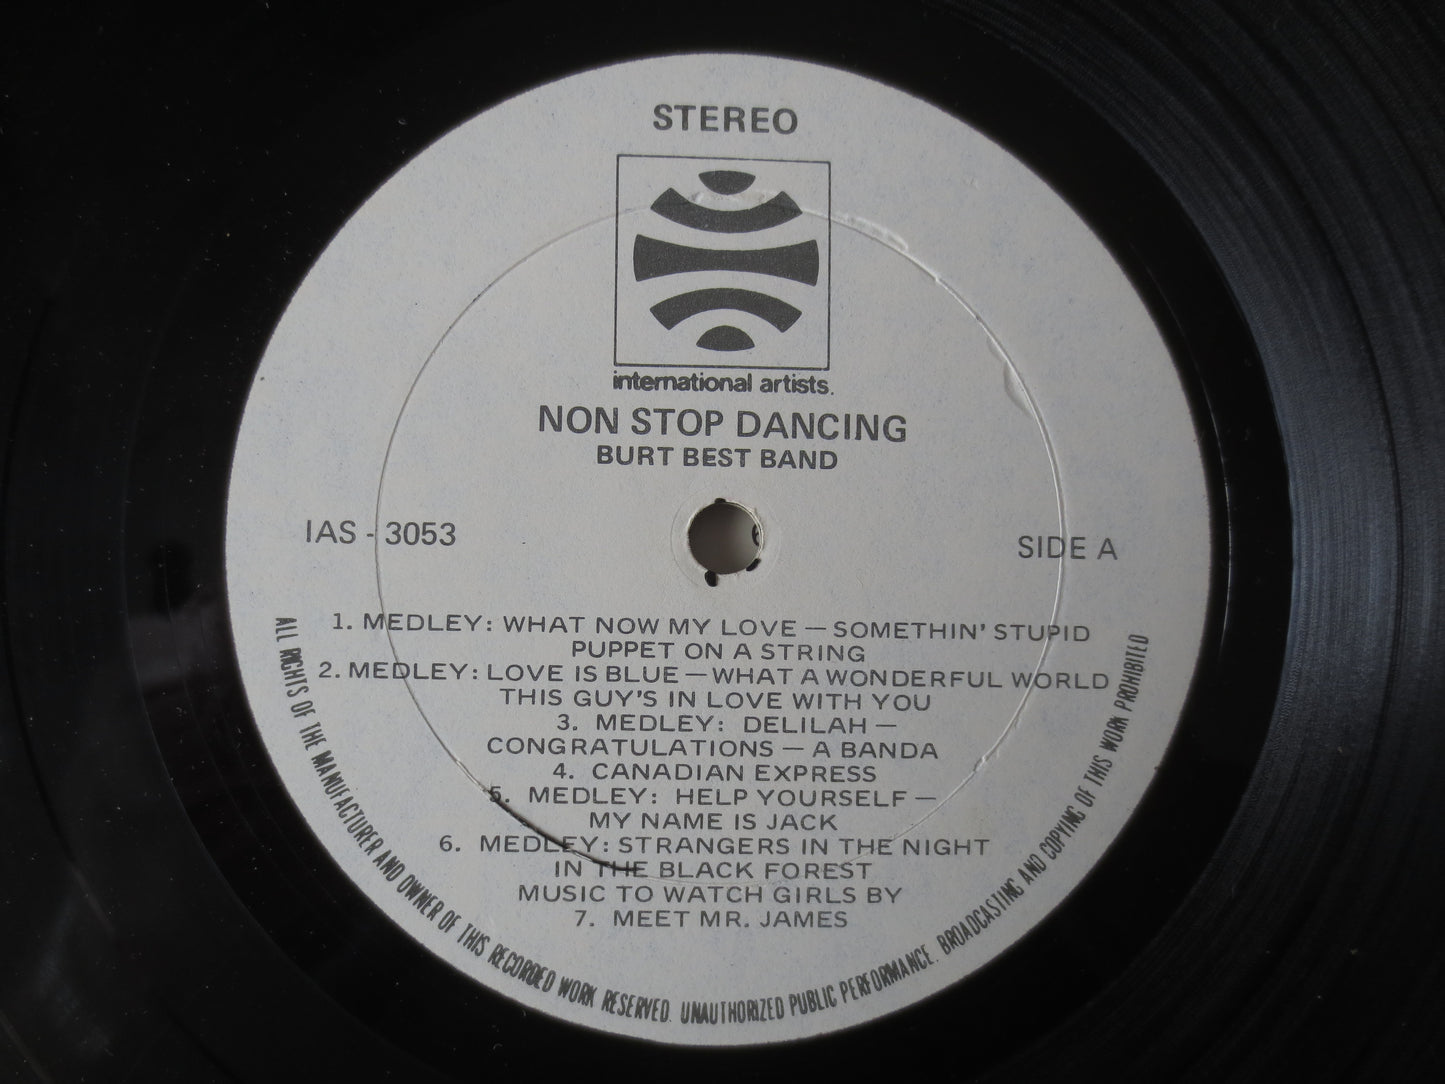 STEREO
international artists.
NON STOP DANCING
BURT BEST BAND
IAS - 3053
SIDE A
1. MEDLEY: WHAT NOW MY LOVE — SOMETHIN' STUPID
PUPPET ON A STRING
2. MEDLEY: LOVE IS BLUE — WHAT A WONDERFUL WORLD
THIS GUY'S IN LOVE WITH YOU
3. MEDLEY: DELILAH —
CONGRATULATIONS — A BANDA
4. CANADIAN EXPRESS
5. MEDLEY: HELP YOURSELF —
MY NAME IS JACK
6. MEDLEY: STRANGERS IN THE NIGHT
IN THE BLACK FOREST
MUSIC TO WATCH GIRLS BY
7. MEET MR. JAMES
ALL RIGHTS OF THE MANUFACTURER AND OWNER OF THIS RECORDED WORK RESERVED. UNAUTHORIZED PUBLIC PERFORMANCE. BROADCASTING AND COPYING OF THIS WORK PROHIBITED